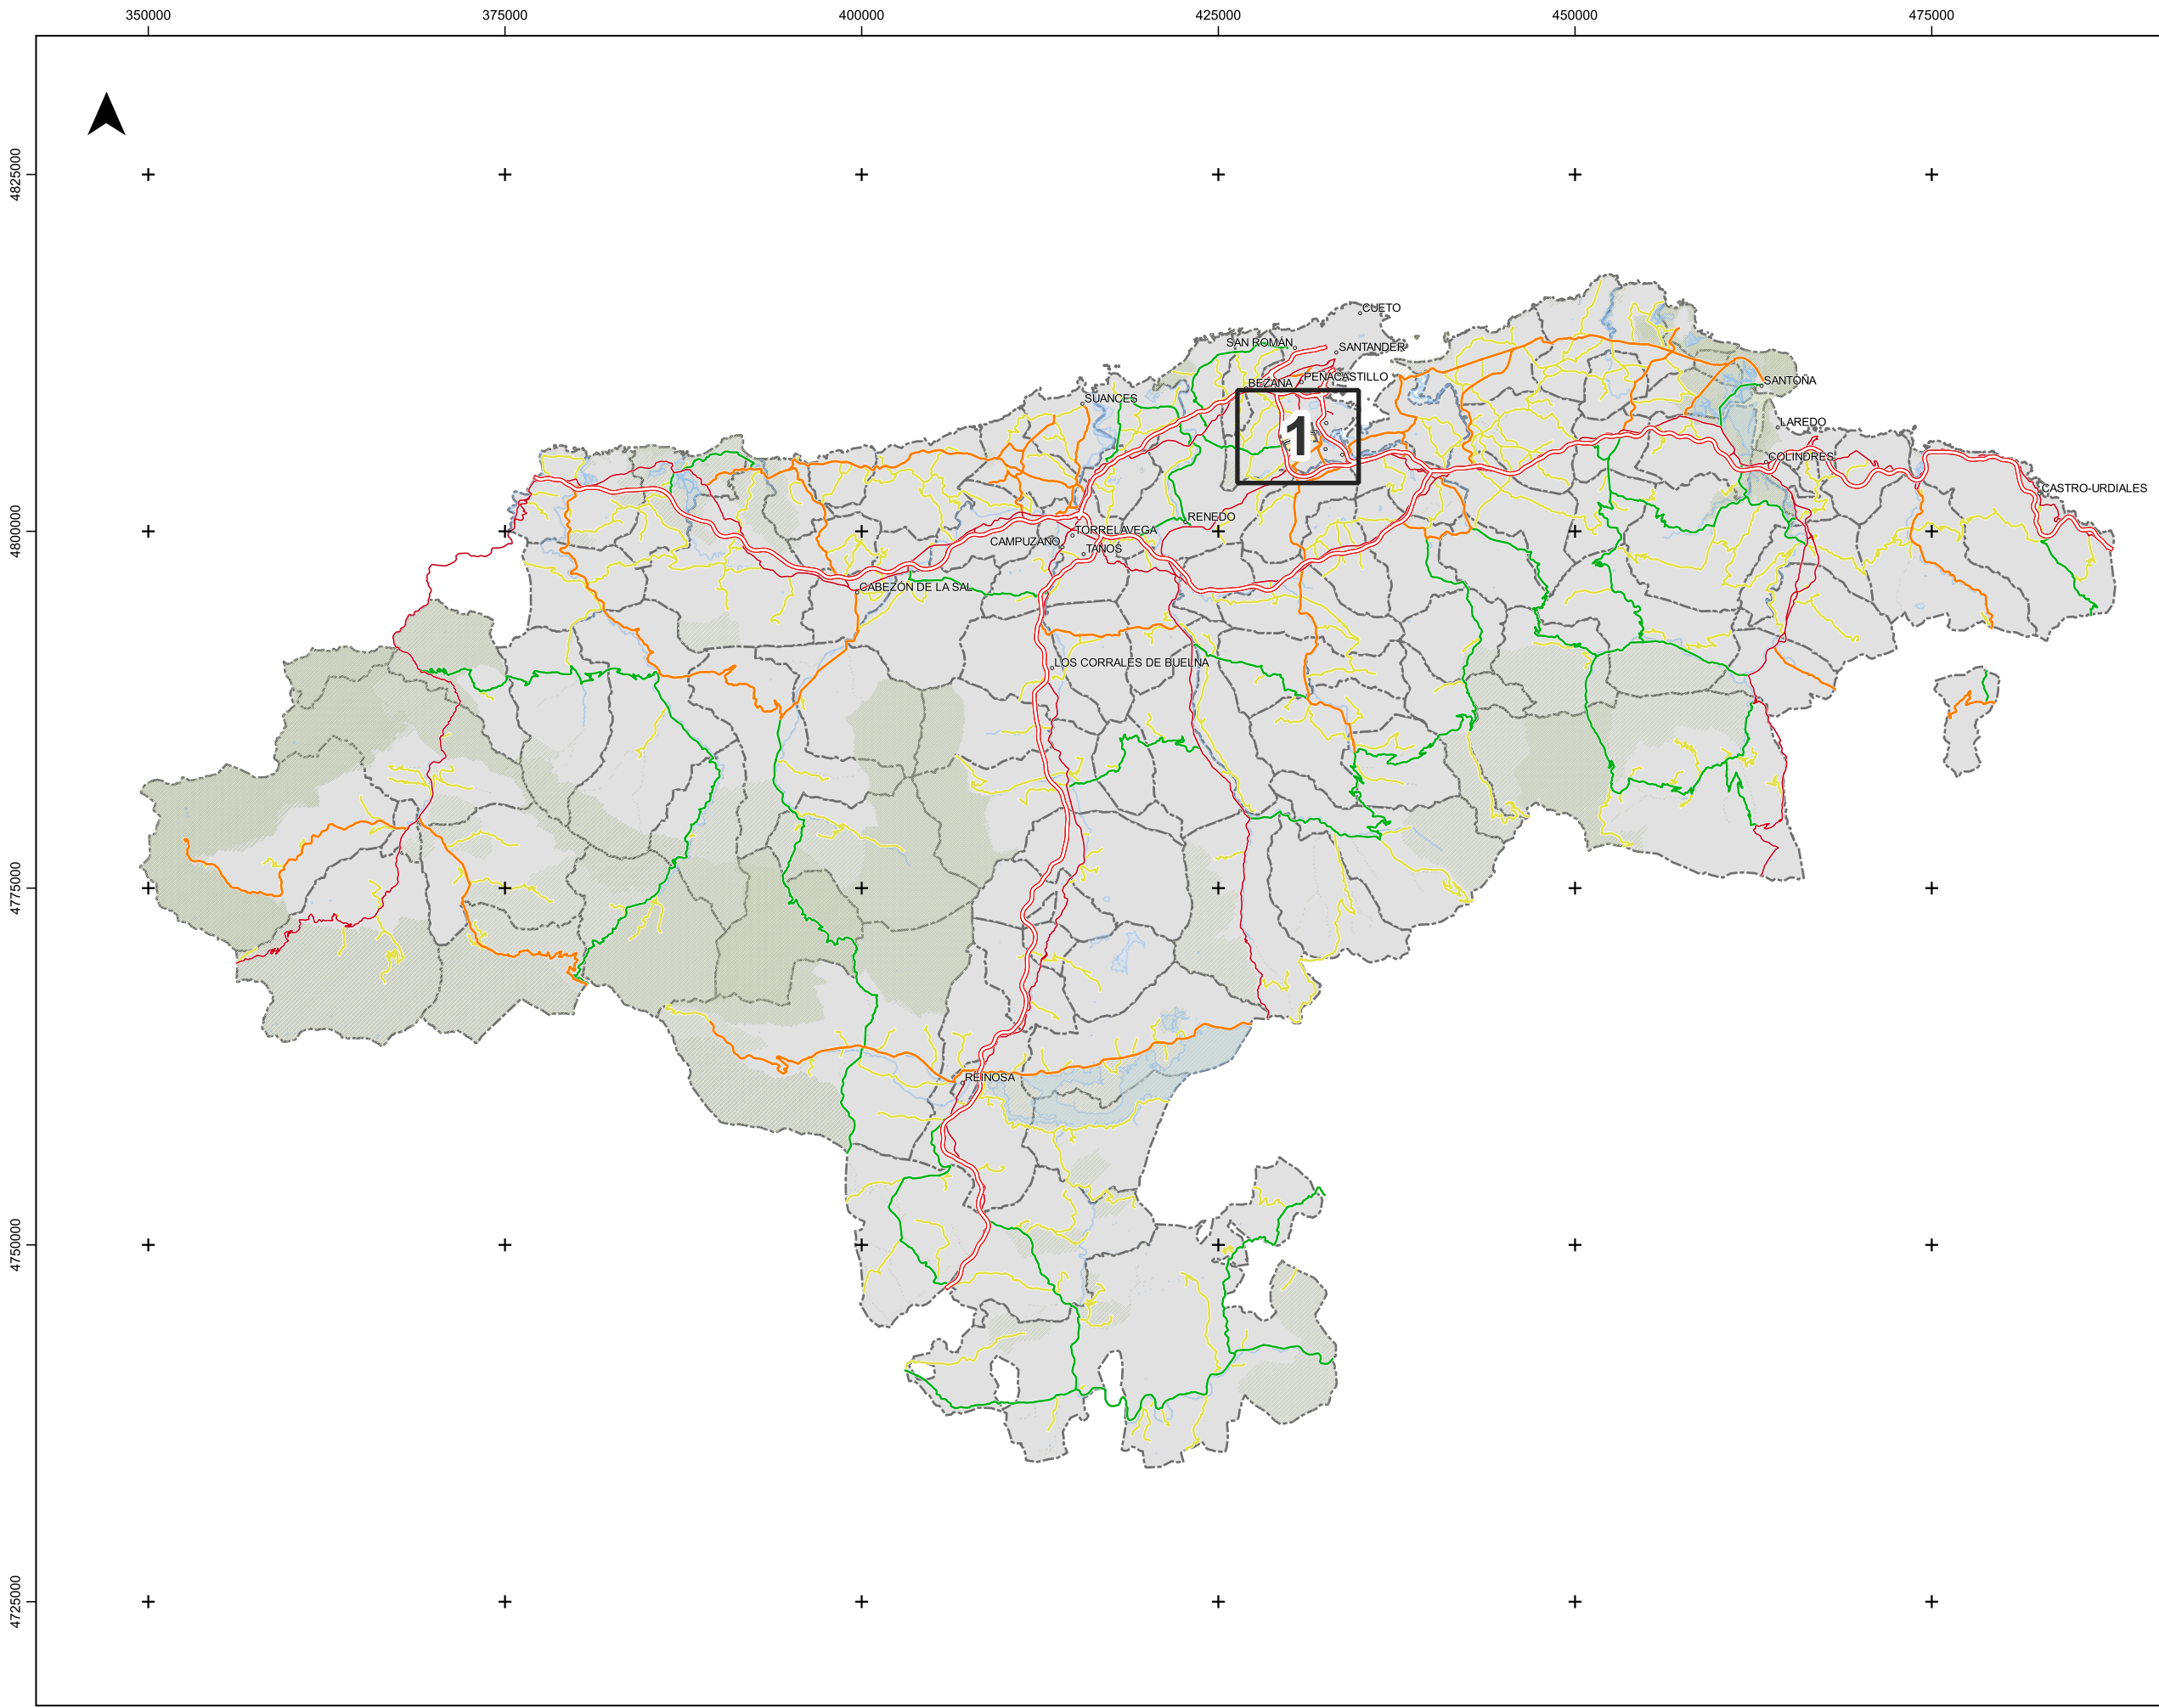 350000 375000 400000 425000 450000 475000
4825000
CUETO
SAN ROMÁN
SANTANDER
BEZANA
PEÑACASTILLO
SUANCES
SANTOÑA
1
LAREDO
COLINDRES
CASTRO-URDIALES
RENEDO
4800000
TORRELAVEGA
CAMPUZANO
TANOS
CABEZÓN DE LA SAL
LOS CORRALES DE BUELNA
4775000
REINOSA
4750000
4725000